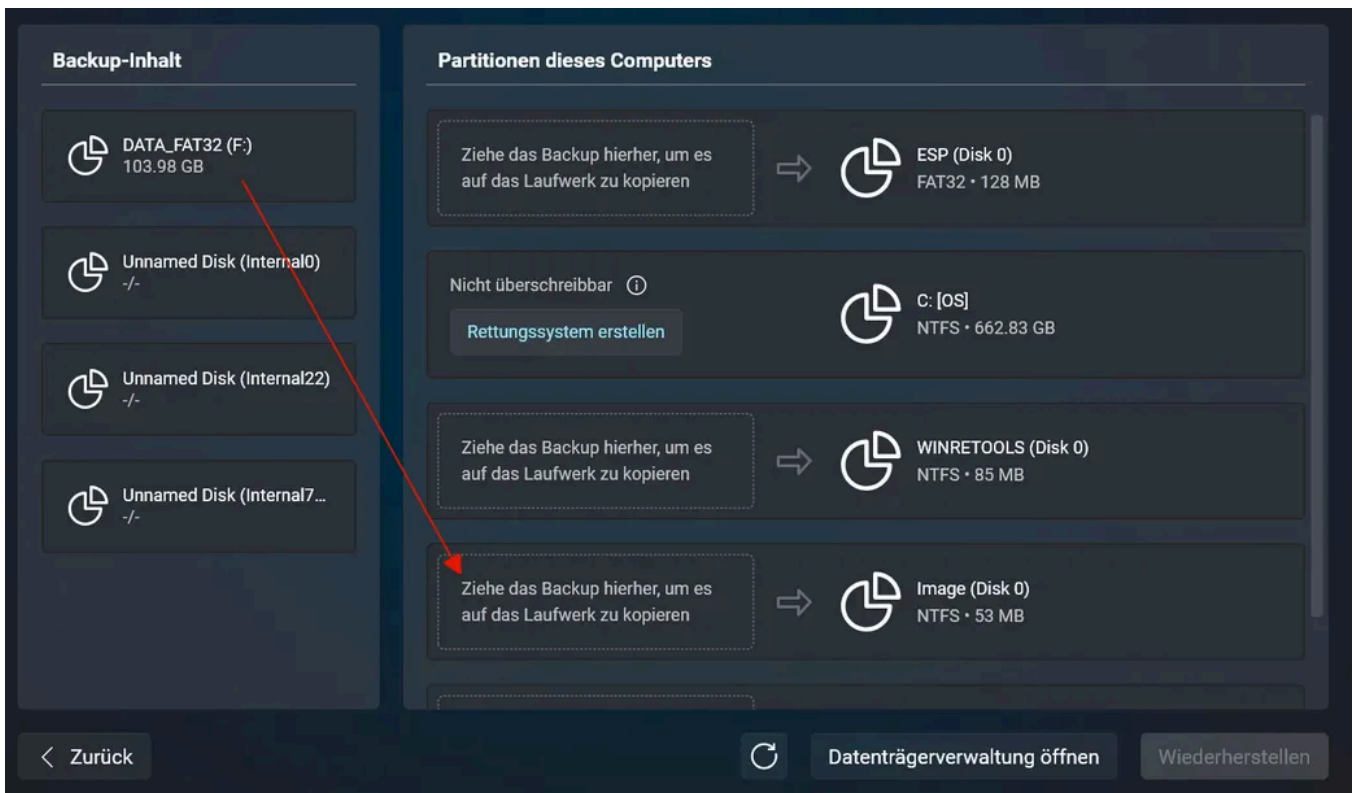 Backup-Inhalt
DATA_FAT32 (F:)
103.98 GB
Unnamed Disk (Internal0)
-/-
Unnamed Disk (Internal22)
-/-
Unnamed Disk (Internal7...
-/-
Partitionen dieses Computers
Ziehe das Backup hierher, um es
auf das Laufwerk zu kopieren
ESP (Disk 0)
FAT32 • 128 MB
Nicht überschreibbar
Rettungssystem erstellen
C: [OS]
NTFS • 662.83 GB
Ziehe das Backup hierher, um es
auf das Laufwerk zu kopieren
WINRETOOLS (Disk 0)
NTFS • 85 MB
Ziehe das Backup hierher, um es
auf das Laufwerk zu kopieren
Image (Disk 0)
NTFS • 53 MB
Zurück
Datenträgerverwaltung öffnen
Wiederherstellen